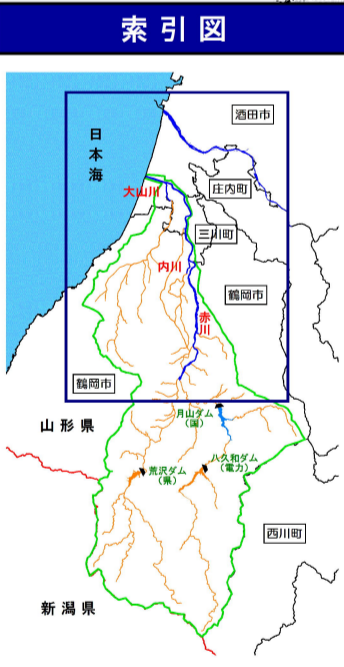 索引図
酒田市
日本海
庄内町
大山川
三川町
内川
鶴岡市
赤川
鶴岡市
月山ダム
（国）
山形県
八久和ダム
（電力）
荒沢ダム
（県）
西川町
新潟県